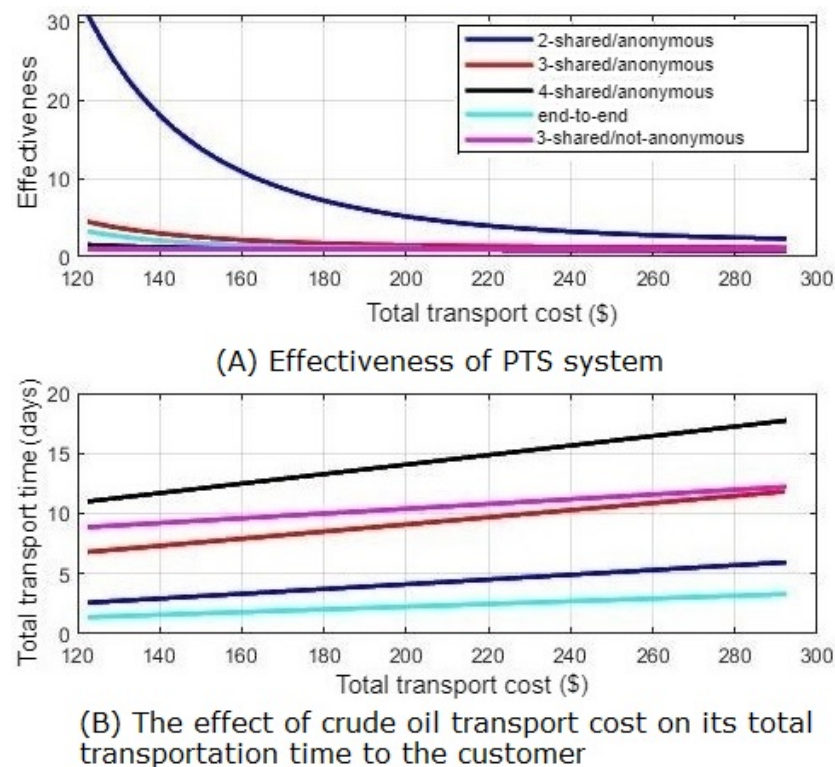 30
20
10
0
Effectiveness
2-shared/anonymous
3-shared/anonymous
4-shared/anonymous
end-to-end
3-shared/not-anonymous
120 140 160 180 200 220 240 260 280 300
Total transport cost ($)
(A) Effectiveness of PTS system
20
15
10
5
0
Total transport time (days)
120 140 160 180 200 220 240 260 280 300
Total transport cost ($)
(B) The effect of crude oil transport cost on its total
transportation time to the customer